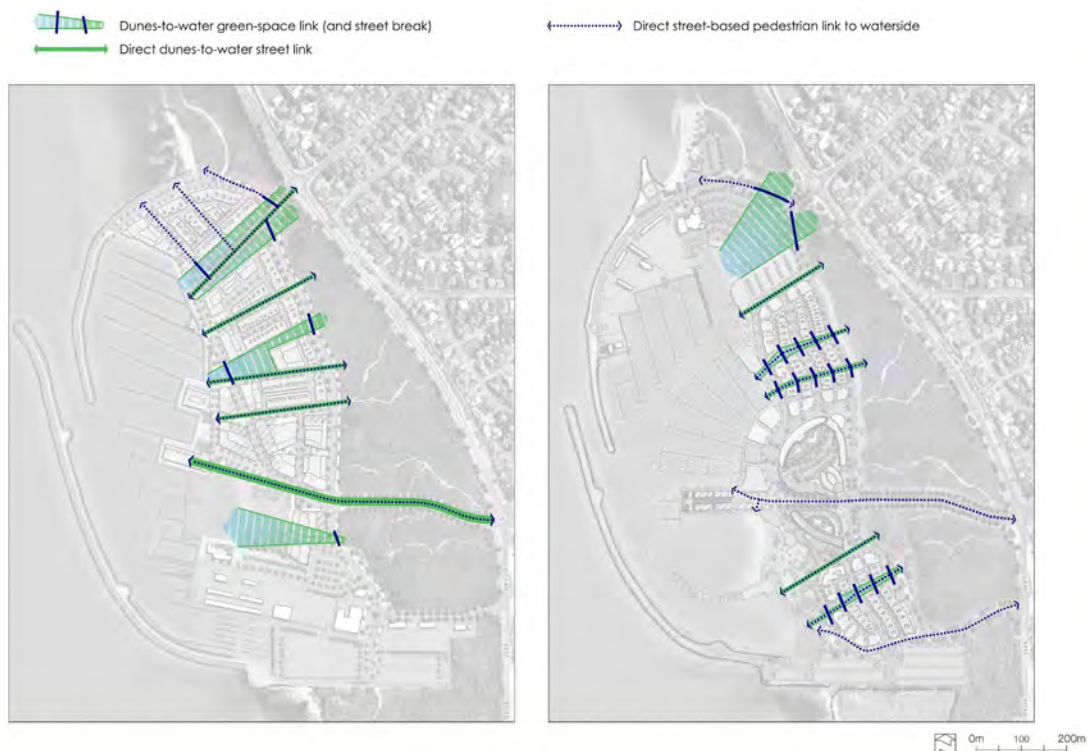 Dunes-to-water green-space link (and street break)
Direct street-based pedestrian link to waterside
Direct dunes-to-water street link
0m 100 200m